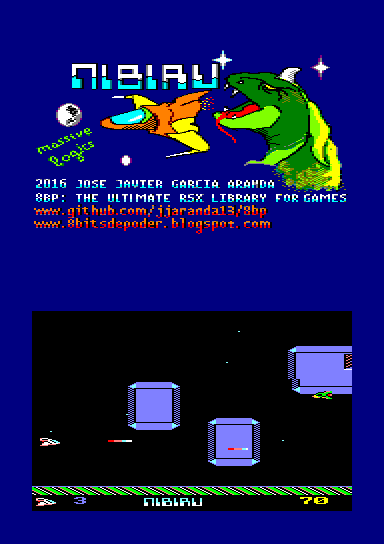 NIBIRU
massive
logics
2016 JOSE JAVIER GARCIA ARANDA
8BP: THE ULTIMATE RSX LIBRARY FOR GAMES
www.github.com/jjaranda13/8bp
www.8bitsdepoder.blogspot.com
3 NIBIRU 70